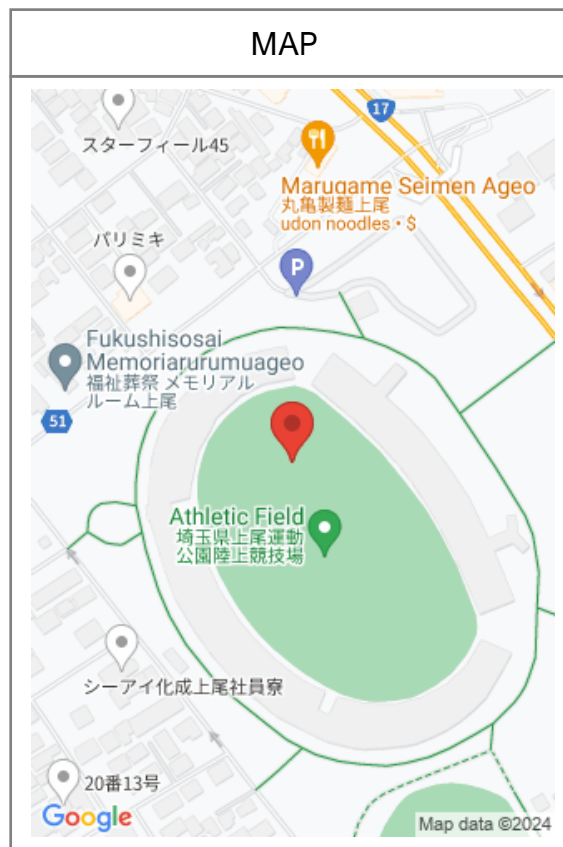 MAP
17
スターフィール45
Marugame Seimen Ageo
丸亀製麺上尾
udon noodles • $
パリミキ
P
Fukushisosai
Memoriarurumuageo
福祉葬祭 メモリアル
ルーム上尾
51
Athletic Field
埼玉県上尾運動
公園陸上競技場
シーアイ化成上尾社員寮
20番13号
Google
Map data ©2024